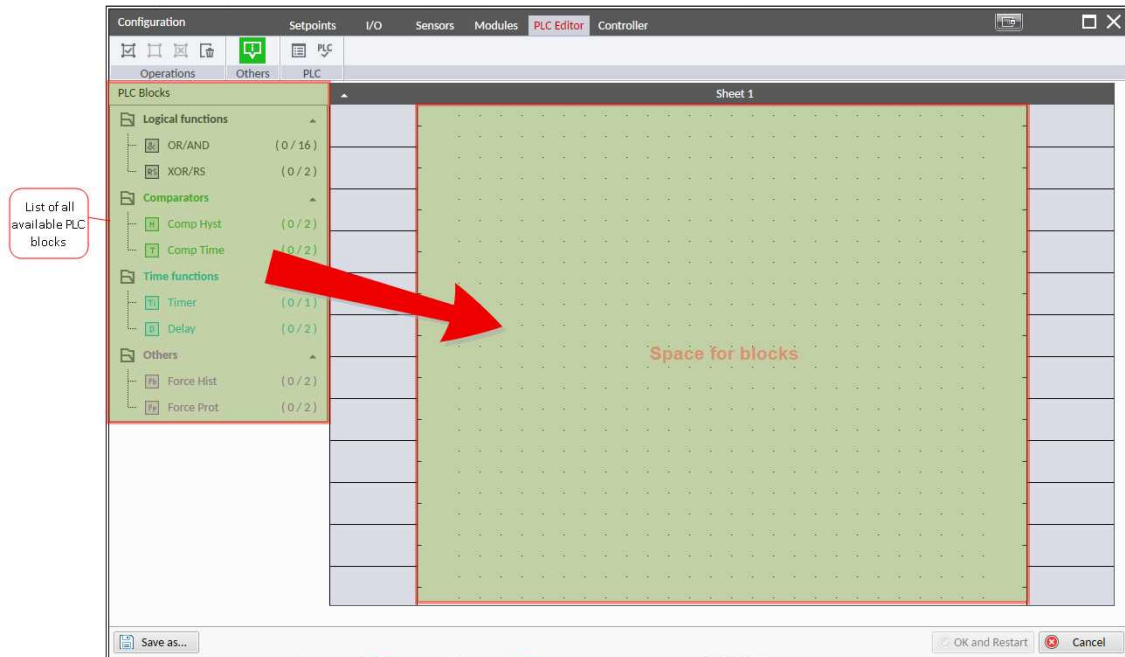 Configuration
Setpoints
I/O
Sensors
Modules
PLC Editor
Controller
PLC
Operations
Others
PLC
PLC Blocks
Sheet 1
Logical functions
& OR/AND (0/16)
RS XOR/RS (0/2)
Comparators
H Comp Hyst (0/2)
T Comp Time (0/2)
Time functions
Ti Timer (0/1)
D Delay (0/2)
Others
Force Hist (0/2)
Force Prot (0/2)
List of all
available PLC
blocks
Space for blocks
Save as...
OK and Restart
Cancel